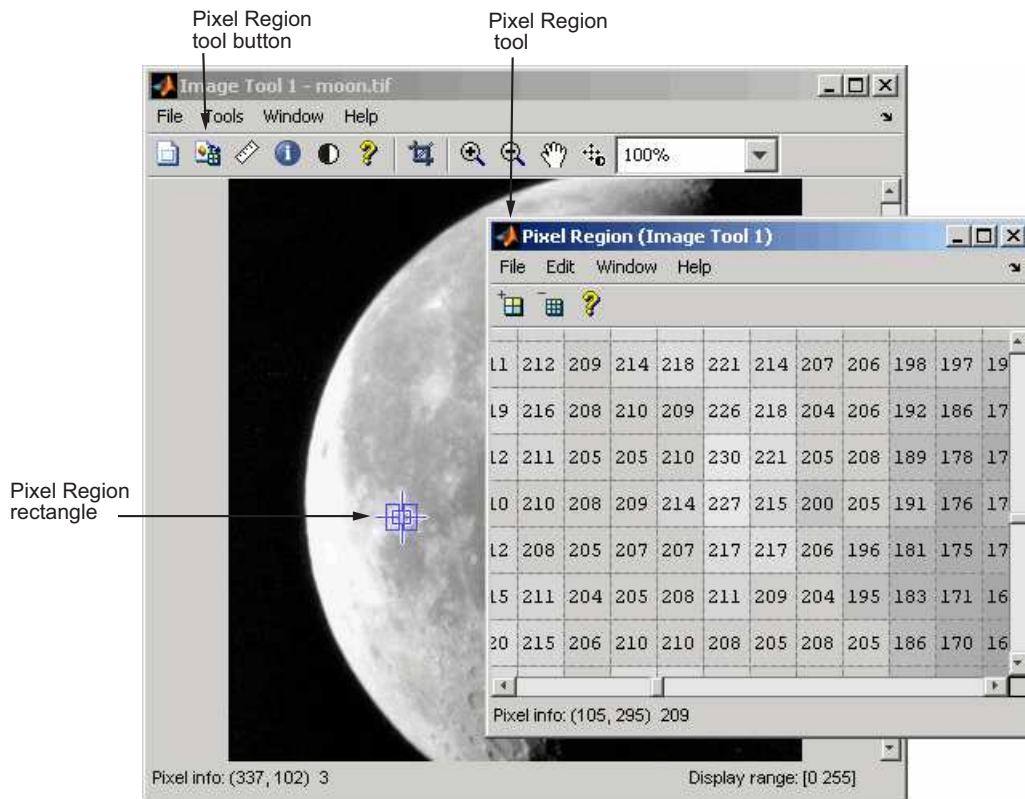 Pixel Region
tool button
Pixel Region
tool
Image Tool 1 - moon.tif
File Tools Window Help
100%
Pixel Region (Image Tool 1)
File Edit Window Help
11 212 209 214 218 221 214 207 206 198 197 19
19 216 208 210 209 226 218 204 206 192 186 17
12 211 205 205 210 230 221 205 208 189 178 17
10 210 208 209 214 227 215 200 205 191 176 17
12 208 205 207 207 217 217 206 196 181 175 17
15 211 204 205 208 211 209 204 195 183 171 16
20 215 206 210 210 208 205 208 205 186 170 16
Pixel info: (105, 295) 209
Pixel Region
rectangle
Pixel info: (337, 102) 3
Display range: [0 255]